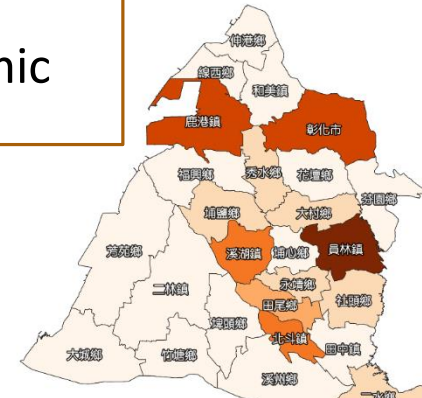 nic
伸港鄉
線西鄉
和美鎮
鹿港鎮
彰化市
福興鄉
秀水鄉
花壇鄉
芬園鄉
埔鹽鄉
大村鄉
芳苑鄉
溪湖鎮
埔心鄉
員林鎮
二林鎮
永靖鄉
田尾鄉
社頭鄉
埤頭鄉
北斗鎮
田中鎮
大城鄉
竹塘鄉
溪州鄉
二水鄉